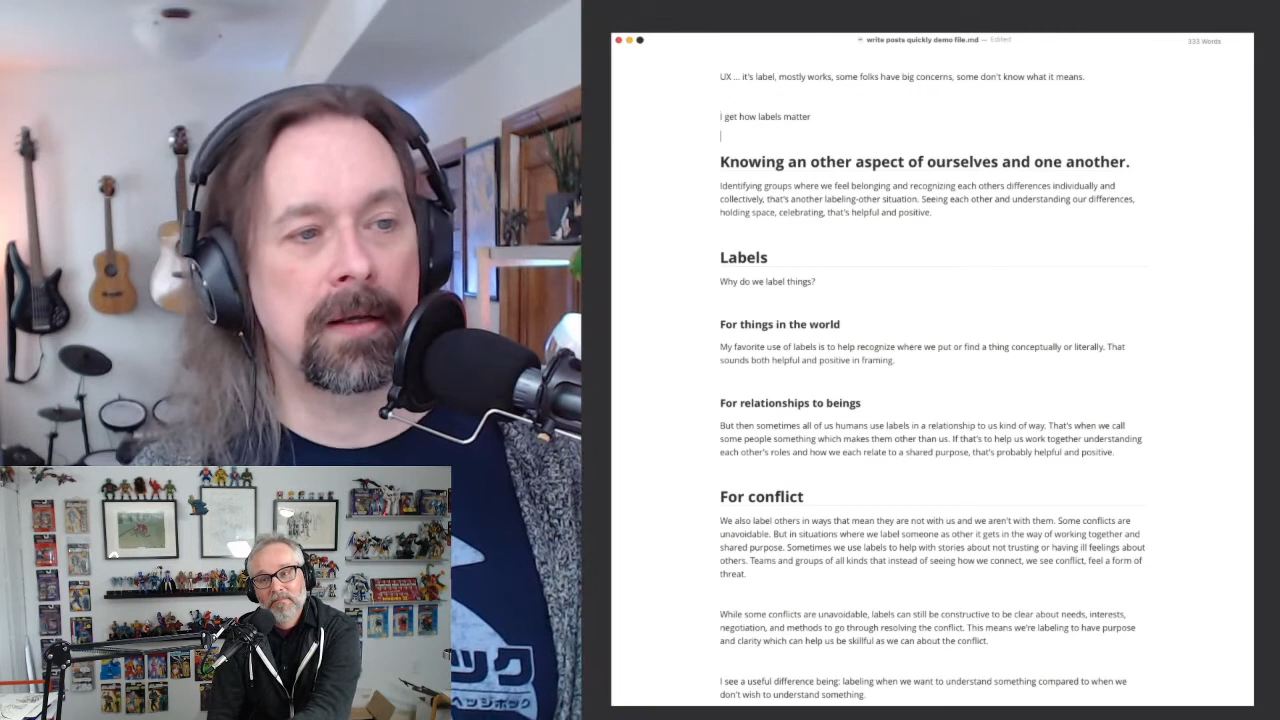 write posts quickly demo file.md — Edited
333 Words
UX ... it's label, mostly works, some folks have big concerns, some don't know what it means.
I get how labels matter
Knowing an other aspect of ourselves and one another.
Identifying groups where we feel belonging and recognizing each others differences individually and
collectively, that's another labeling-other situation. Seeing each other and understanding our differences,
holding space, celebrating, that's helpful and positive.
Labels
Why do we label things?
For things in the world
My favorite use of labels is to help recognize where we put or find a thing conceptually or literally. That
sounds both helpful and positive in framing.
For relationships to beings
But then sometimes all of us humans use labels in a relationship to us kind of way. That's when we call
some people something which makes them other than us. If that's to help us work together understanding
each other's roles and how we each relate to a shared purpose, that's probably helpful and positive.
For conflict
We also label others in ways that mean they are not with us and we aren't with them. Some conflicts are
unavoidable. But in situations where we label someone as other it gets in the way of working together and
shared purpose. Sometimes we use labels to help with stories about not trusting or having ill feelings about
others. Teams and groups of all kinds that instead of seeing how we connect, we see conflict, feel a form of
threat.
While some conflicts are unavoidable, labels can still be constructive to be clear about needs, interests,
negotiation, and methods to go through resolving the conflict. This means we're labeling to have purpose
and clarity which can help us be skillful as we can about the conflict.
I see a useful difference being: labeling when we want to understand something compared to when we
don't wish to understand something.
ック
ヘッジホッグ